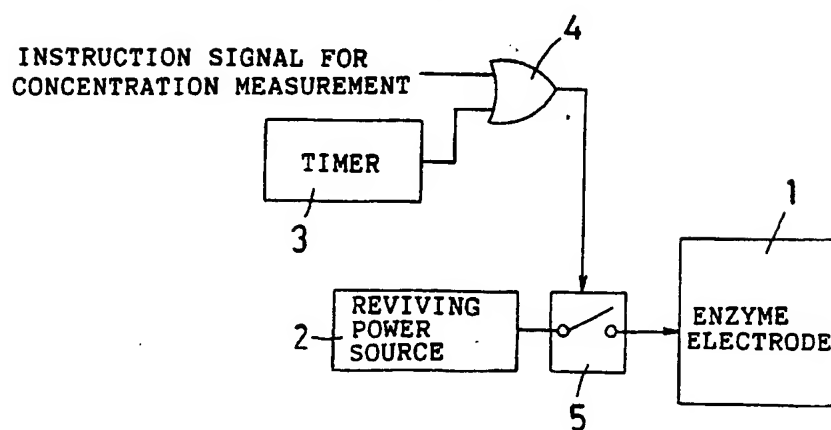 4
INSTRUCTION SIGNAL FOR
CONCENTRATION MEASUREMENT
TIMER
3
1
2
REVIVING
POWER
SOURCE
ENZYME
ELECTRODE
5